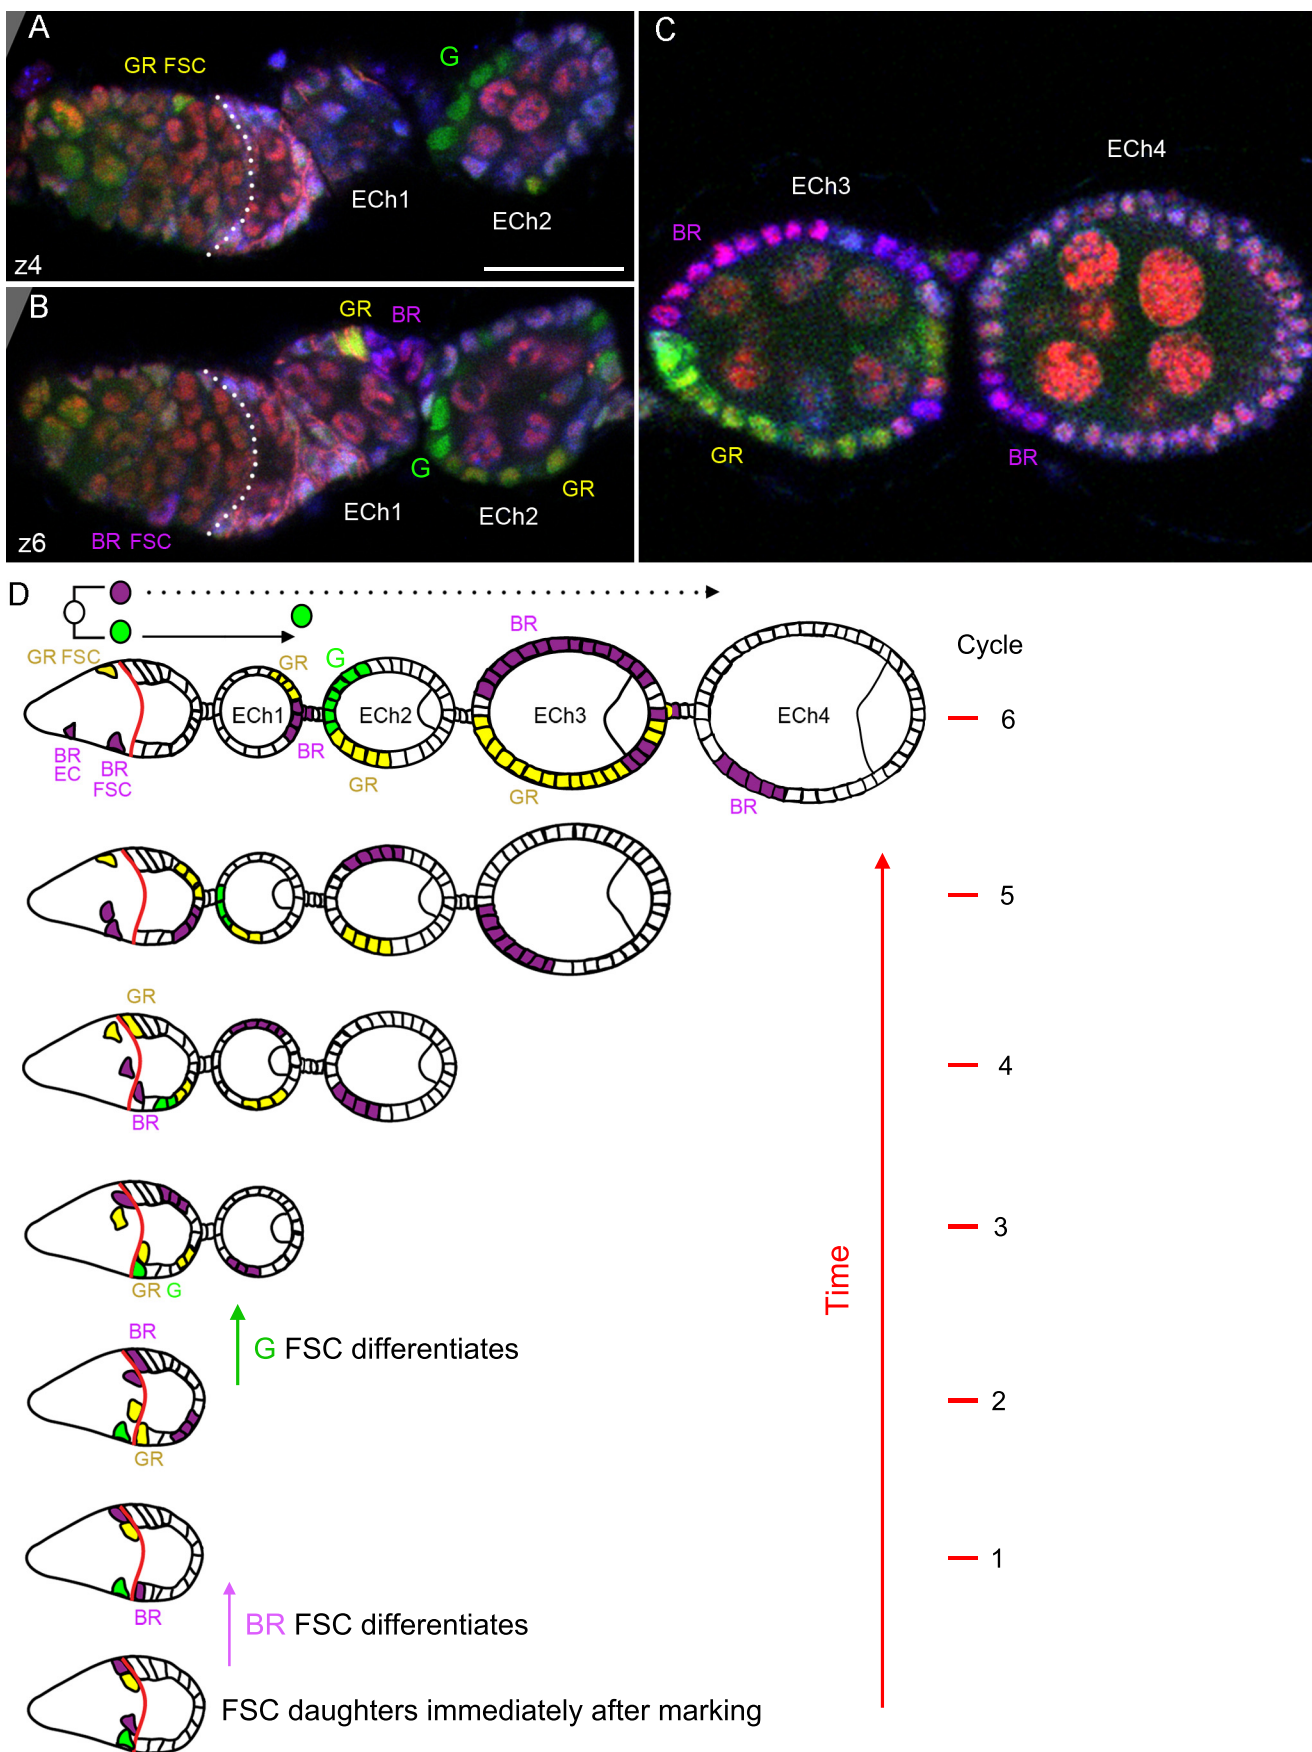 A
GR FSC
G
ECh1
ECh2
z4
B
GR BR
G
GR
ECh1
ECh2
BR FSC
z6
C
ECh4
ECh3
BR
GR
BR
D
Cycle
GR FSC
GR
G
BR
ECh1
ECh2
ECh3
ECh4
6
BR
EC
BR
FSC
BR
GR
GR
BR
5
GR
4
BR
3
GR G
G FSC differentiates
BR
2
GR
Time
1
BR
BR FSC differentiates
FSC daughters immediately after marking